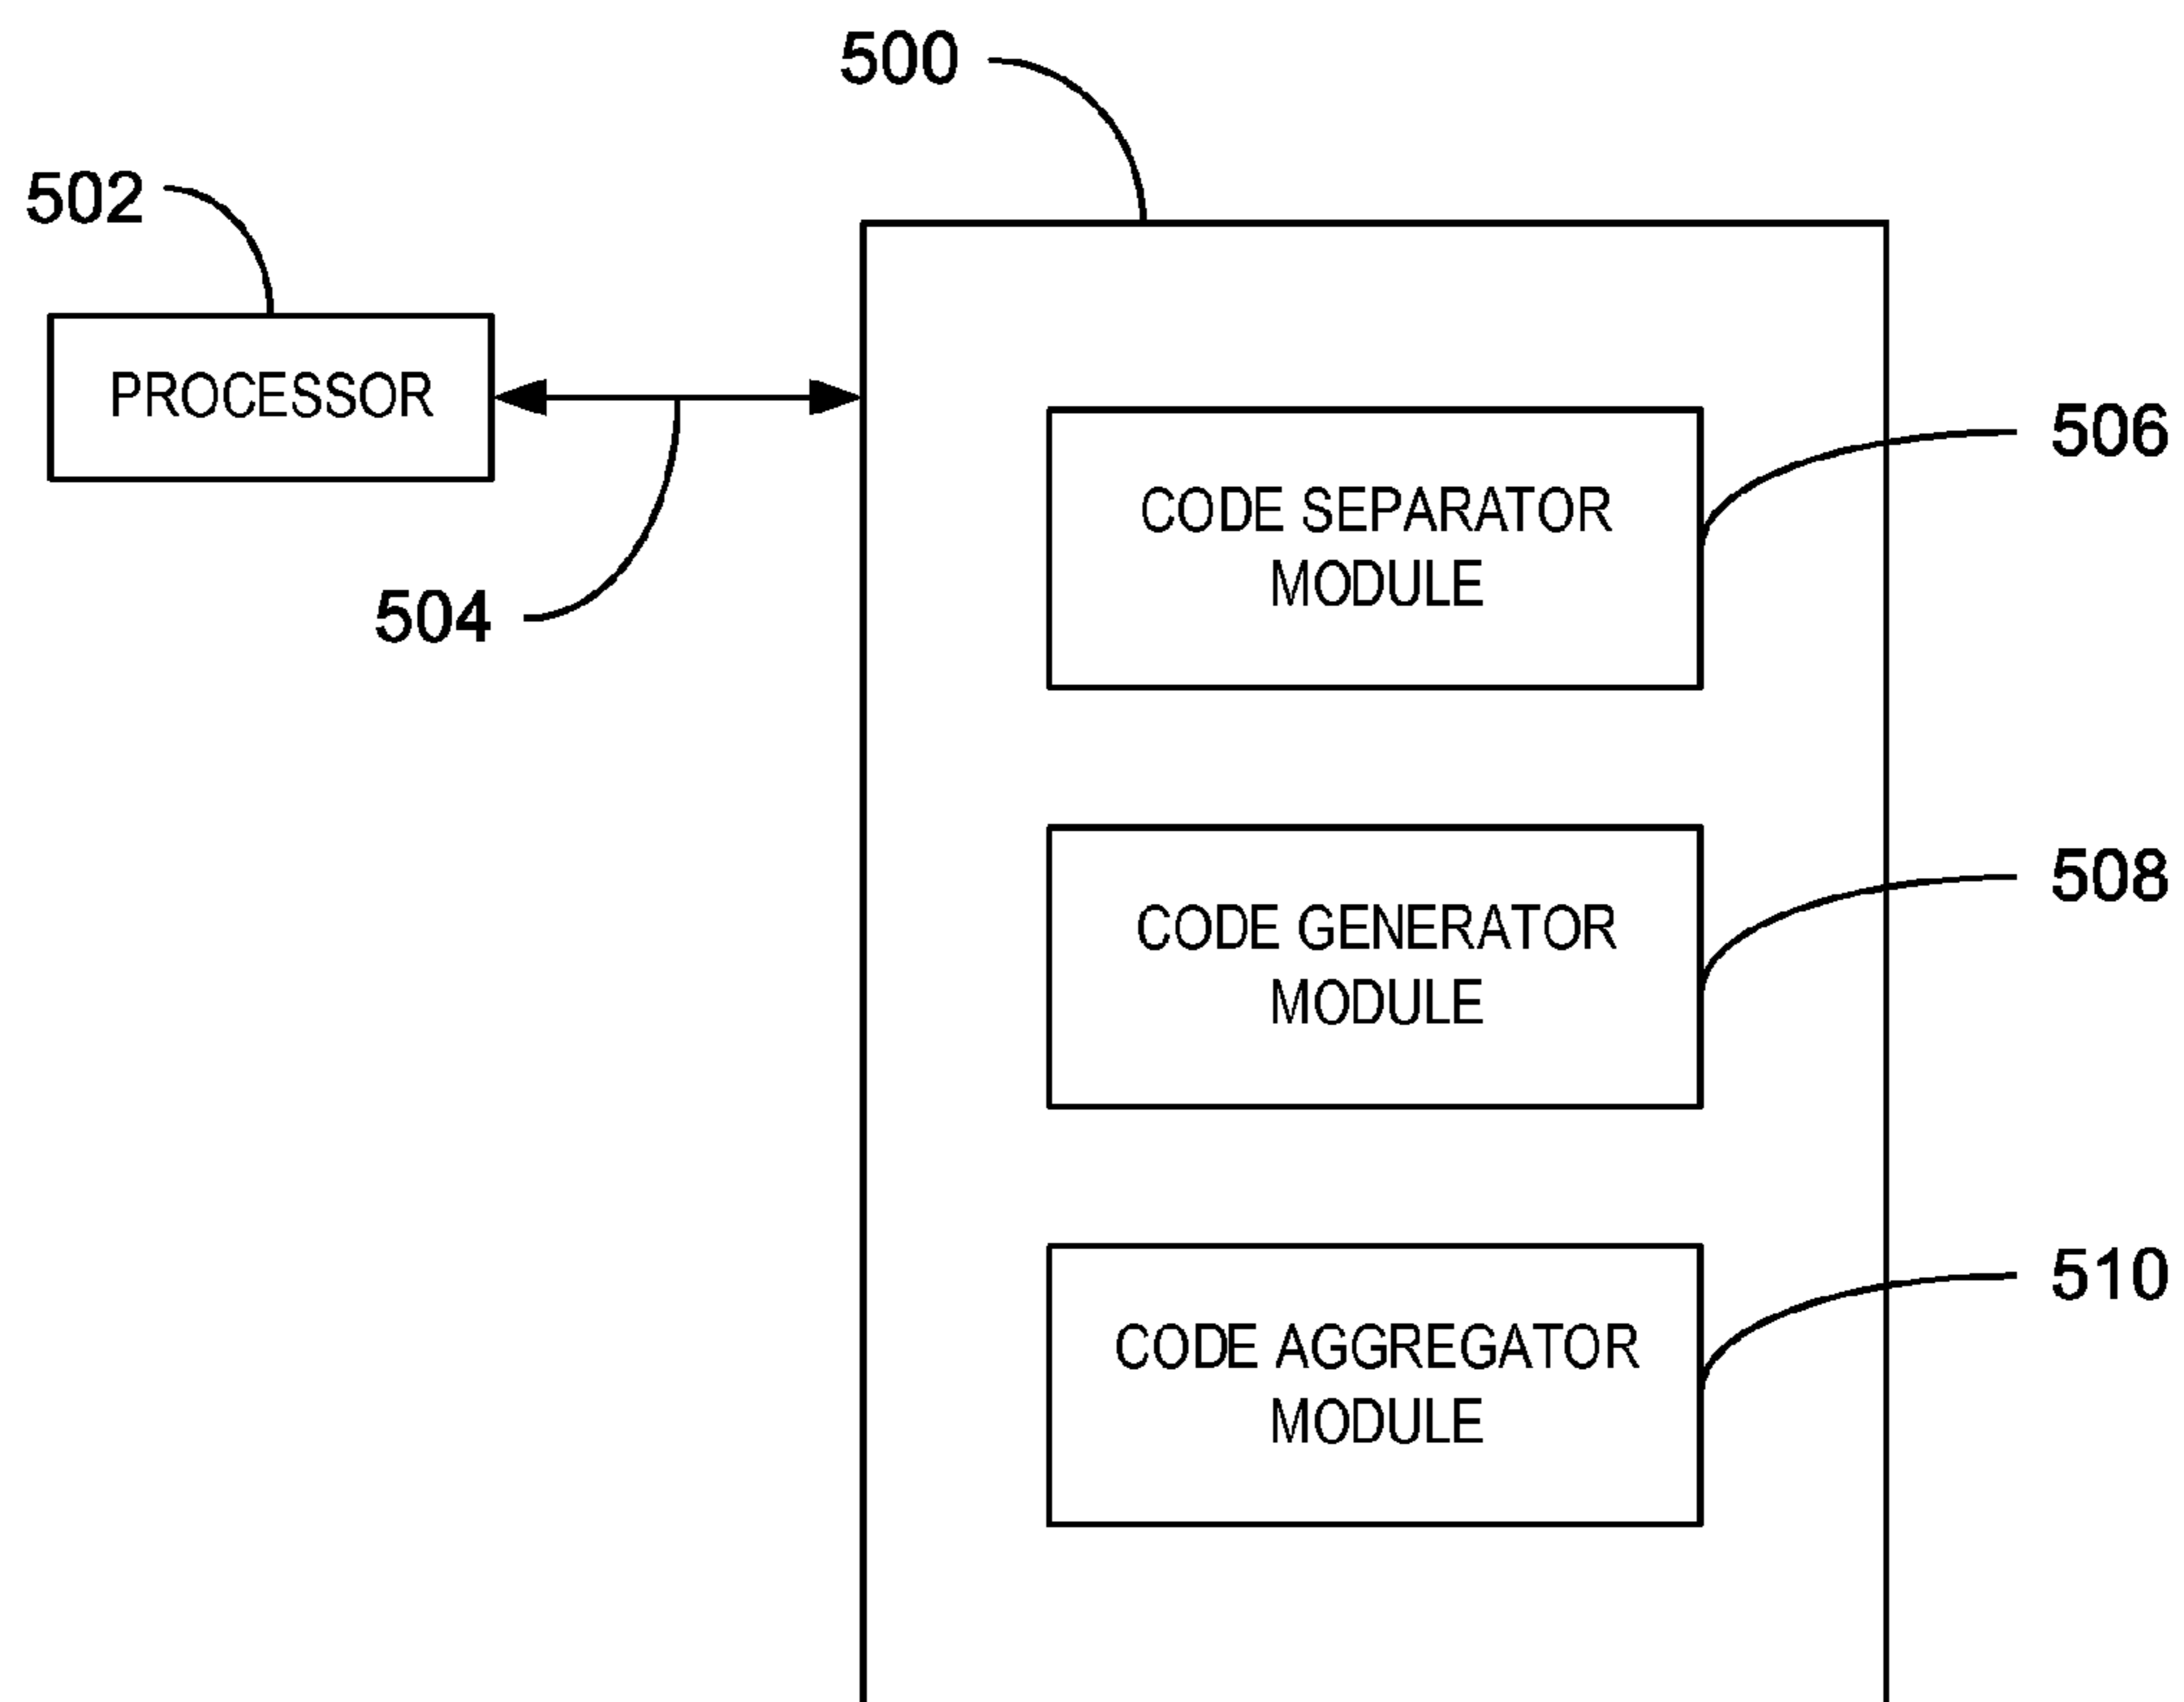 500
502
PROCESSOR
504
CODE SEPARATOR
MODULE
506
CODE GENERATOR
MODULE
508
CODE AGGREGATOR
MODULE
510